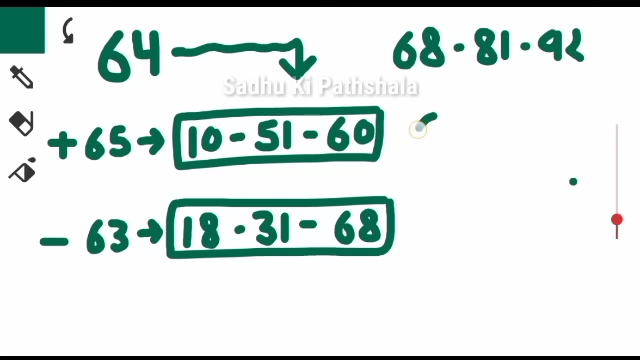 64 → 68 · 81 · 92
Sadhu Ki Pathshala
+ 65 → 10 - 51 - 60
- 63 → 18 · 31 - 68